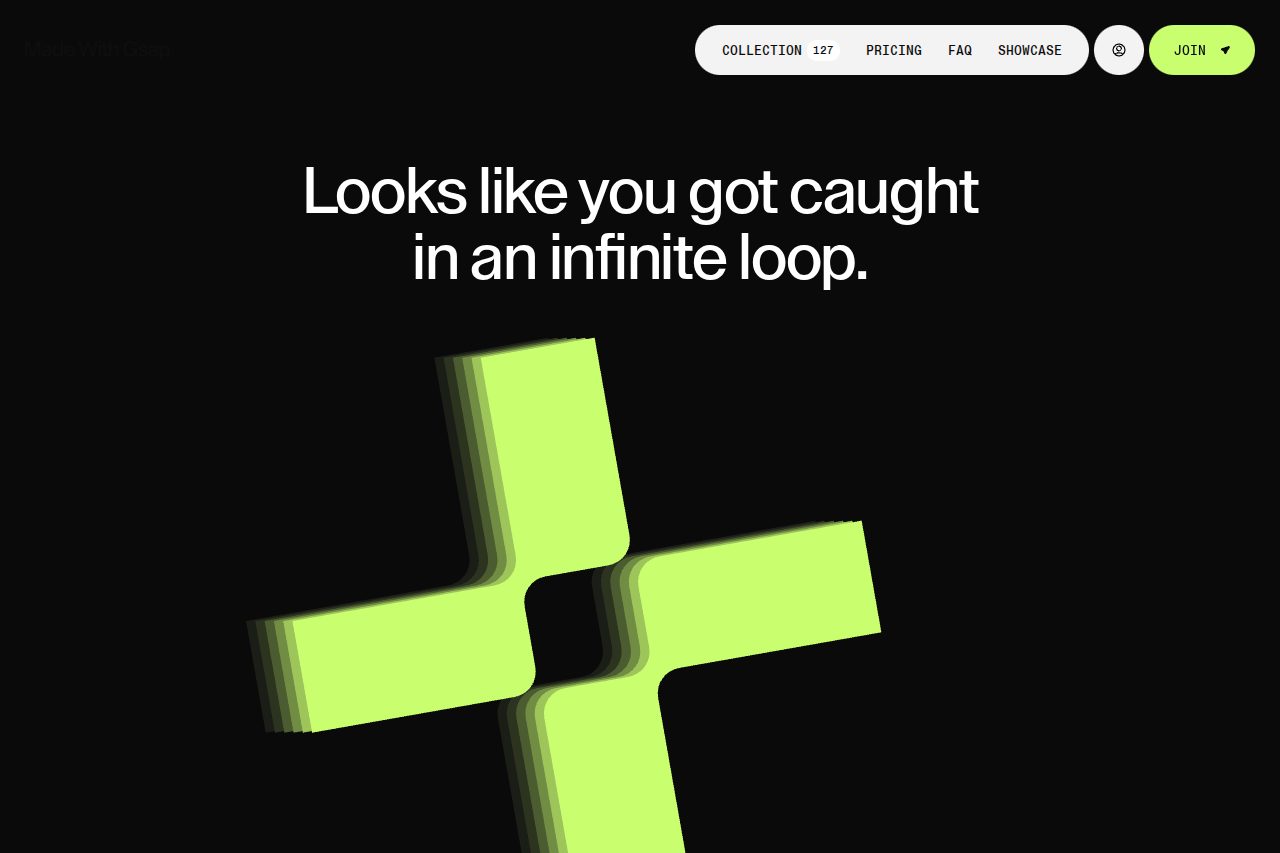 Made With Gsap
COLLECTION 127 PRICING FAQ SHOWCASE JOIN
Looks like you got caught
in an infinite loop.